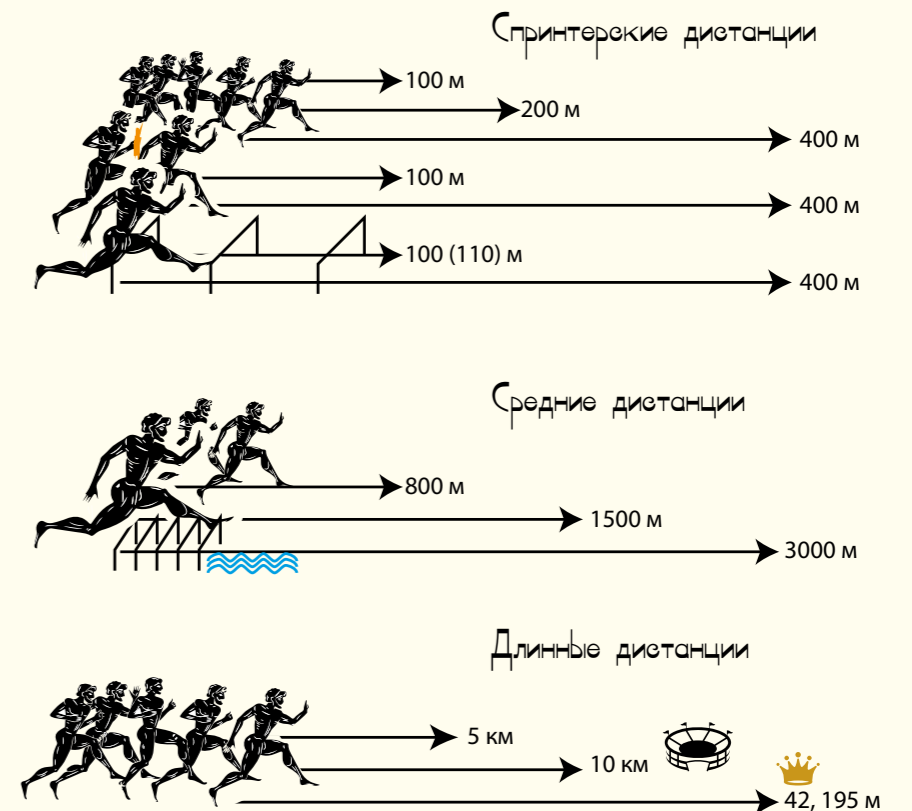 Спринтерские дистанции
100 м
200 м
400 м
100 м
400 м
100 (110) м
400 м
Средние дистанции
800 м
1500 м
3000 м
Длинные дистанции
5 км
10 км
42, 195 м